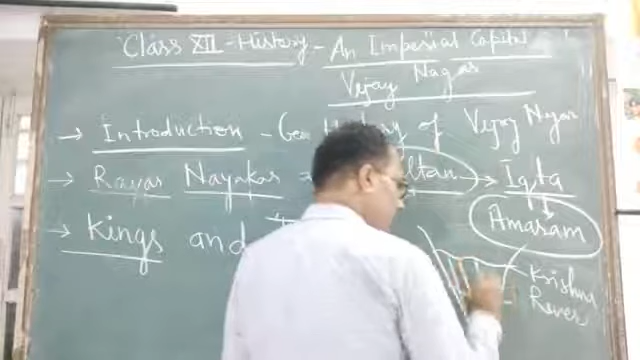 Class XII - History - An Imperial Capital
Vijay Nagar
→ Introduction - Gen History of Vijay Nagar
→ Rayas Nayakas → Sultan → Iqta
Amaram
→ Kings and
Krishna
River